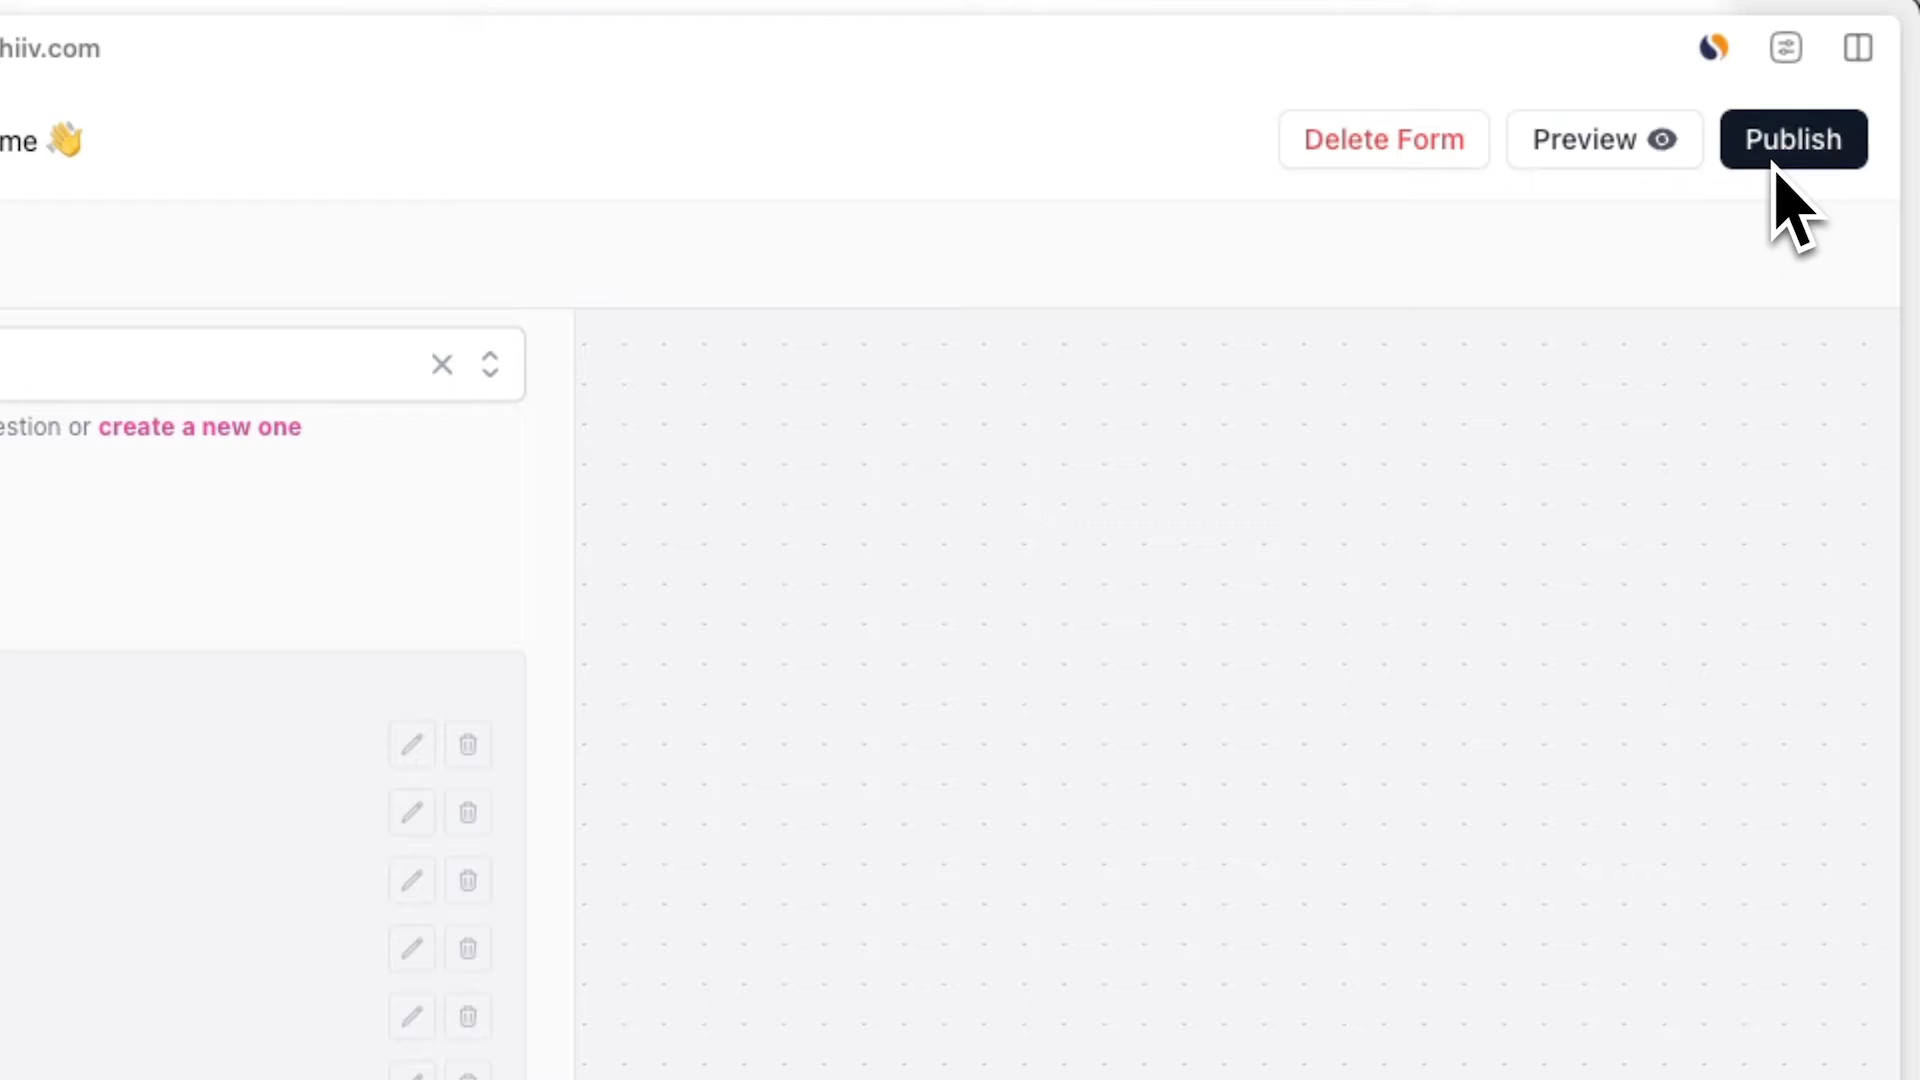 hiiv.com
me 👋
Delete Form
Preview
Publish
estion or create a new one